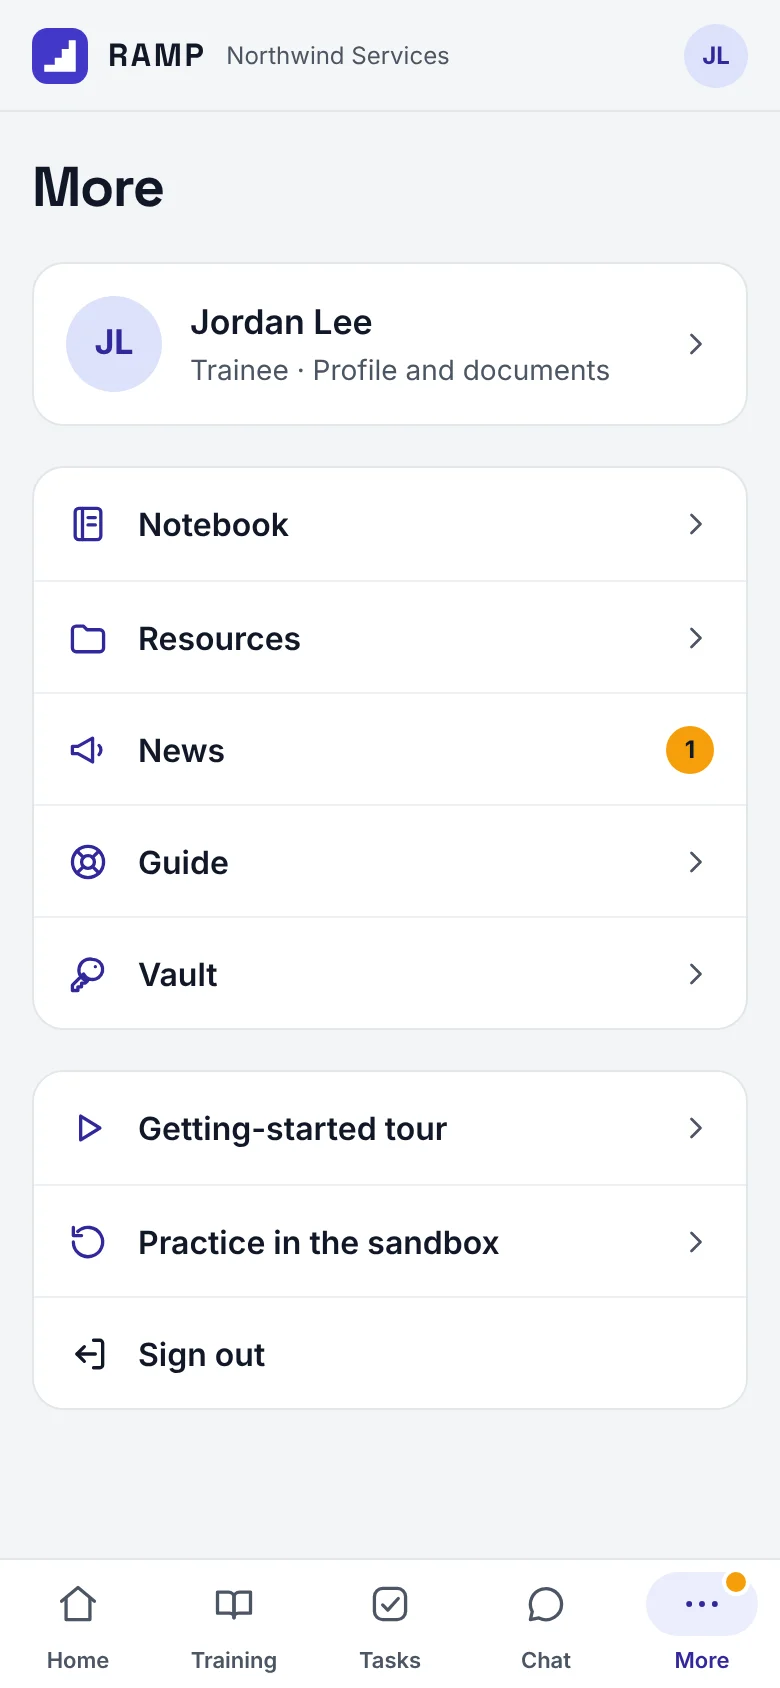 RAMP Northwind Services JL
More
JL
Jordan Lee
Trainee · Profile and documents
Notebook
Resources
News 1
Guide
Vault
Getting-started tour
Practice in the sandbox
Sign out
Home Training Tasks Chat More